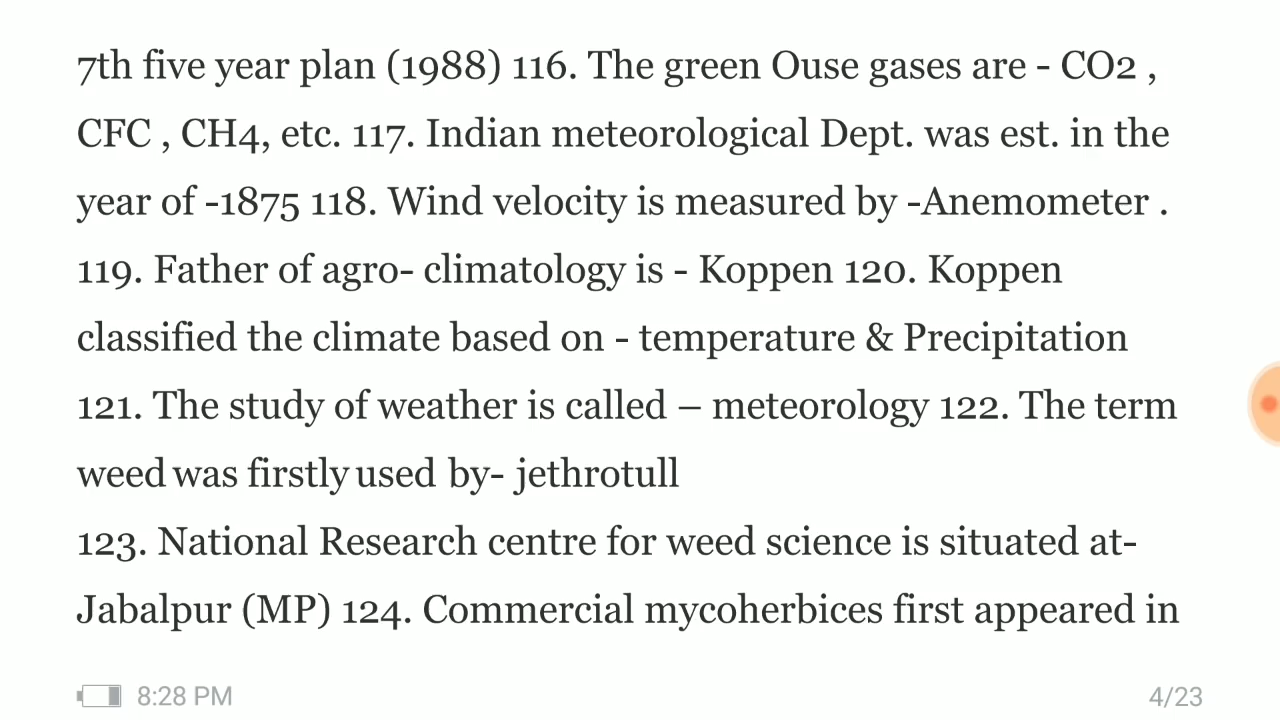 7th five year plan (1988) 116. The green Ouse gases are - CO2 ,
CFC , CH4, etc. 117. Indian meteorological Dept. was est. in the
year of -1875 118. Wind velocity is measured by -Anemometer .
119. Father of agro- climatology is - Koppen 120. Koppen
classified the climate based on - temperature & Precipitation
121. The study of weather is called – meteorology 122. The term
weed was firstly used by- jethrotull
123. National Research centre for weed science is situated at-
Jabalpur (MP) 124. Commercial mycoherbices first appeared in
8:28 PM
4/23